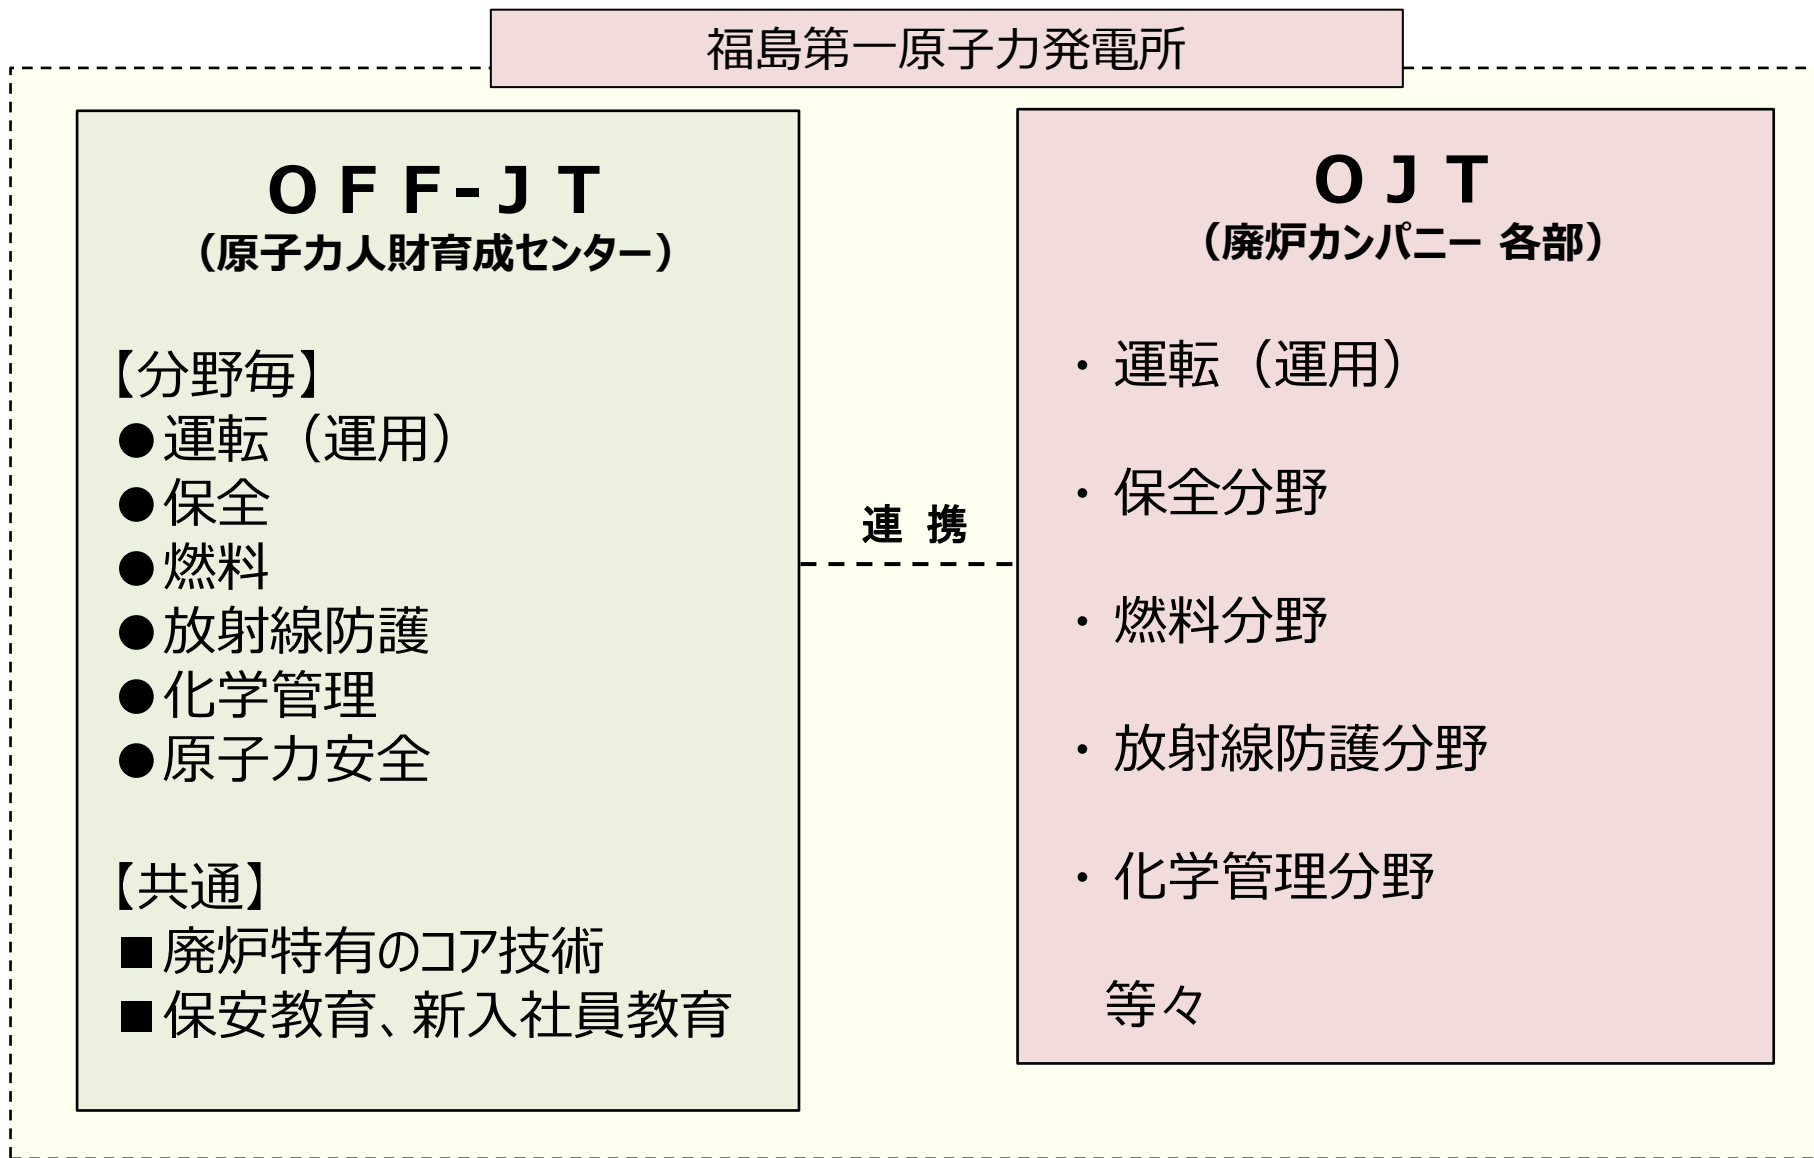 福島第一原子力発電所
ＯＦＦ-ＪＴ
（原子力人財育成センター）
【分野毎】
●運転（運用）
●保全
●燃料
●放射線防護
●化学管理
●原子力安全
【共通】
■廃炉特有のコア技術
■保安教育、新入社員教育
連 携
ＯＪＴ
（廃炉カンパニー 各部）
・ 運転（運用）
・ 保全分野
・ 燃料分野
・ 放射線防護分野
・ 化学管理分野
等々